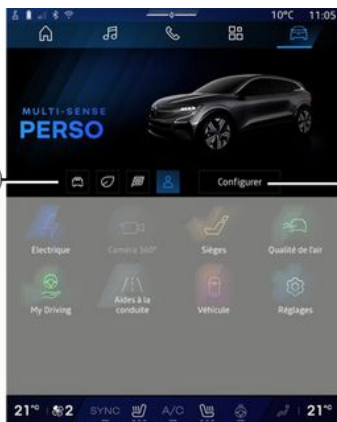 10°C 11:05
MULTI-SENSE
PERSO
Configurer
Electrique
Caméra 360°
Sièges
Qualité de l'air
My Driving
Aides à la
conduite
Véhicule
Réglages
21°° 2 SYNC A/C 21°°